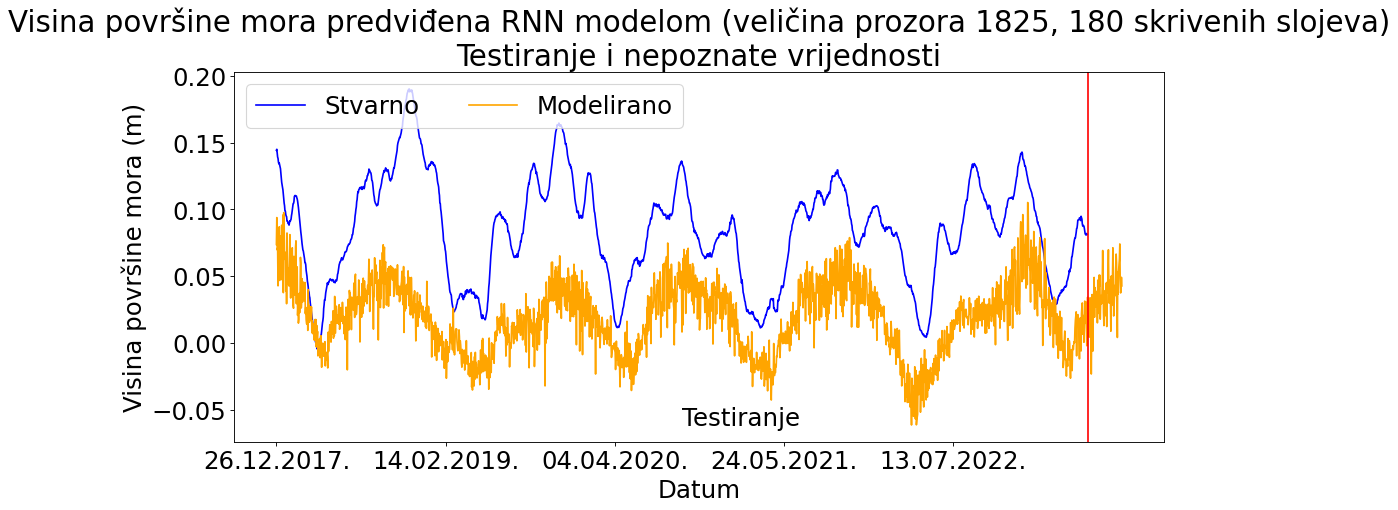 Visina površine mora predviđena RNN modelom (veličina prozora 1825, 180 skrivenih slojeva)
Testiranje i nepoznate vrijednosti
Stvarno Modelirano
Visina površine mora (m)
0.20
0.15
0.10
0.05
0.00
−0.05
Testiranje
26.12.2017. 14.02.2019. 04.04.2020. 24.05.2021. 13.07.2022.
Datum